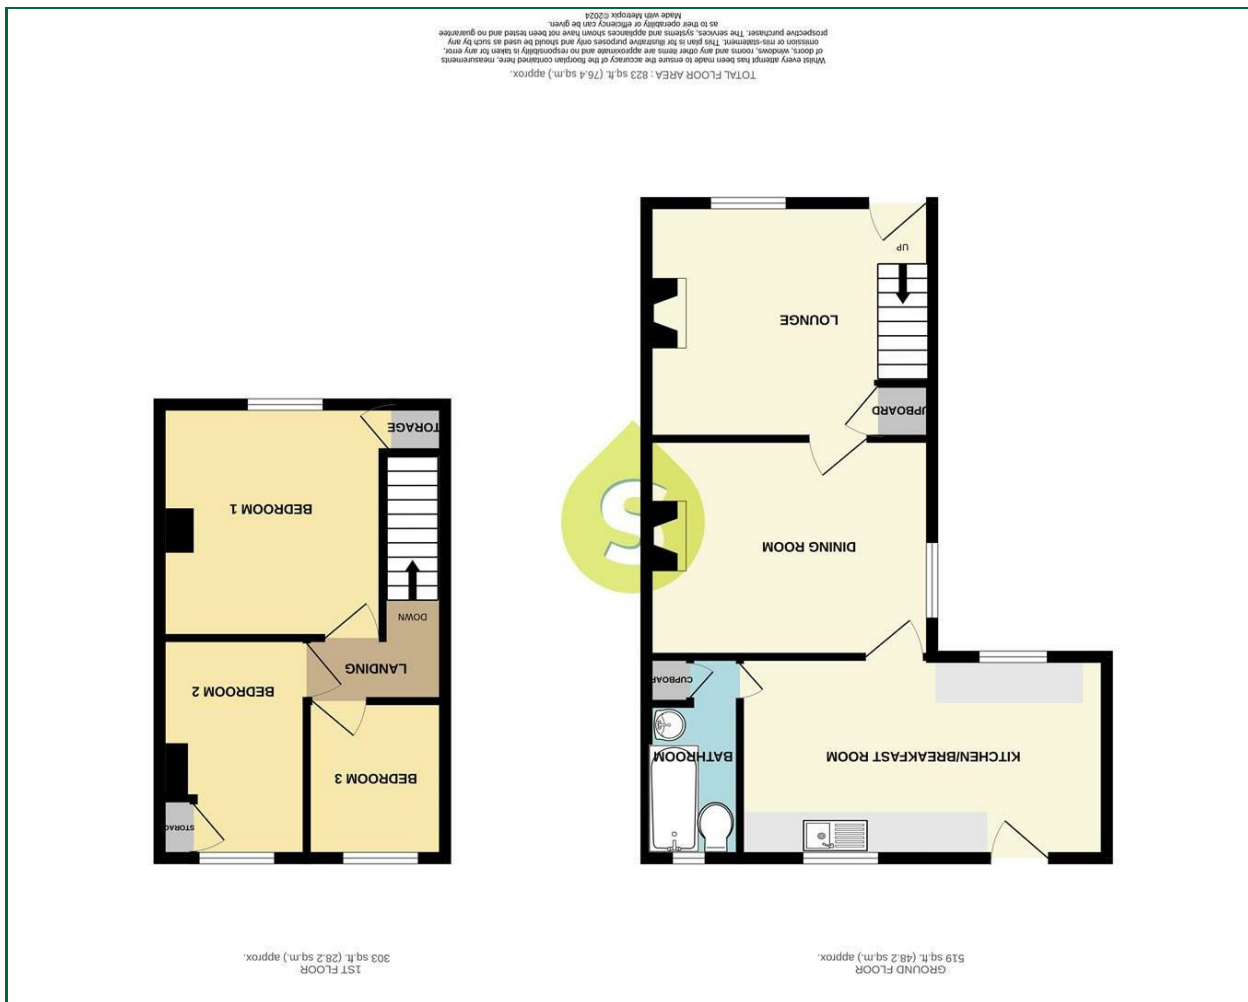 GROUND FLOOR
519 sq.ft. (48.2 sq.m.) approx.
1ST FLOOR
303 sq.ft. (28.2 sq.m.) approx.
KITCHEN/BREAKFAST ROOM
BATHROOM
CUPBOAR
DINING ROOM
UPBOARD
LOUNGE
UP
BEDROOM 3
STORAG
BEDROOM 2
LANDING
DOWN
BEDROOM 1
TORAGE
S
TOTAL FLOOR AREA : 823 sq.ft. (76.4 sq.m.) approx.
Whilst every attempt has been made to ensure the accuracy of the floorplan contained here, measurements
of doors, windows, rooms and any other items are approximate and no responsibility is taken for any error,
omission or mis-statement. This plan is for illustrative purposes only and should be used as such by any
prospective purchaser. The services, systems and appliances shown have not been tested and no guarantee
as to their operability or efficiency can be given.
Made with Metropix ©2024